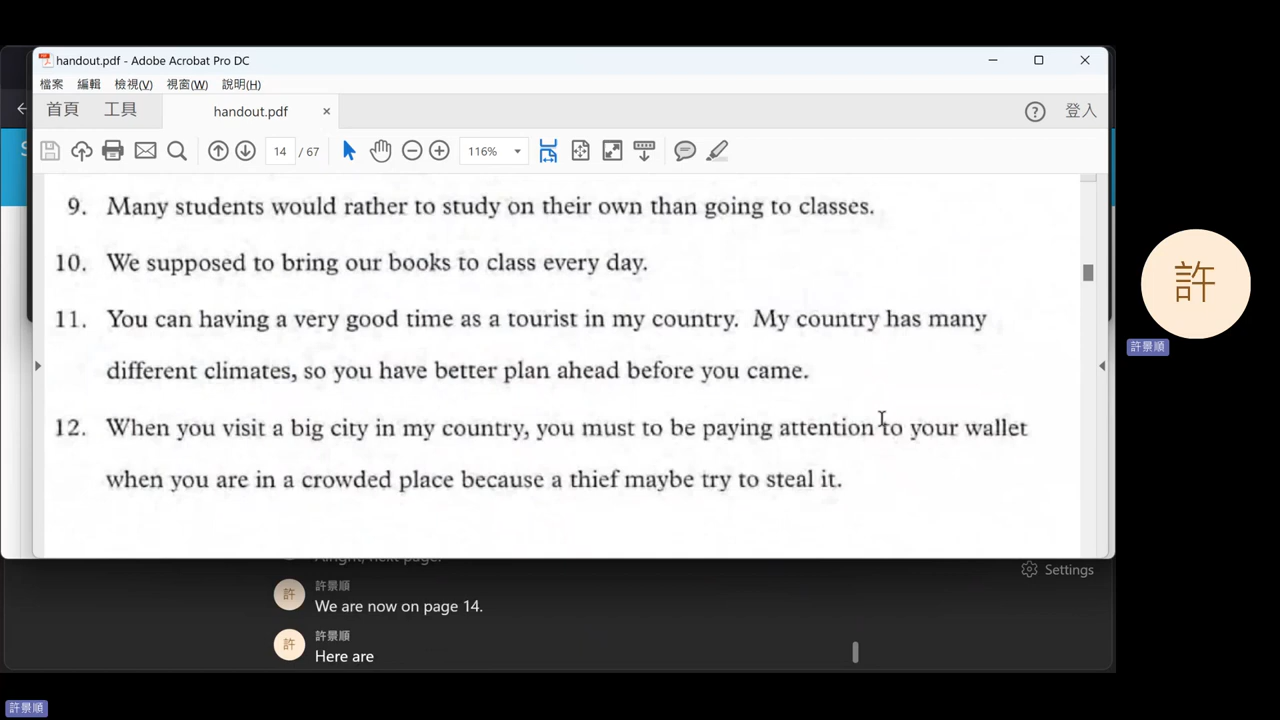 handout.pdf - Adobe Acrobat Pro DC
檔案 編輯 檢視(V) 視窗(W) 說明(H)
首頁 工具 handout.pdf × 登入
14 / 67 116%
9. Many students would rather to study on their own than going to classes.
10. We supposed to bring our books to class every day.
11. You can having a very good time as a tourist in my country. My country has many
different climates, so you have better plan ahead before you came.
12. When you visit a big city in my country, you must to be paying attention to your wallet
when you are in a crowded place because a thief maybe try to steal it.
許
許景順
Settings
許 許景順
We are now on page 14.
許 許景順
Here are
許景順